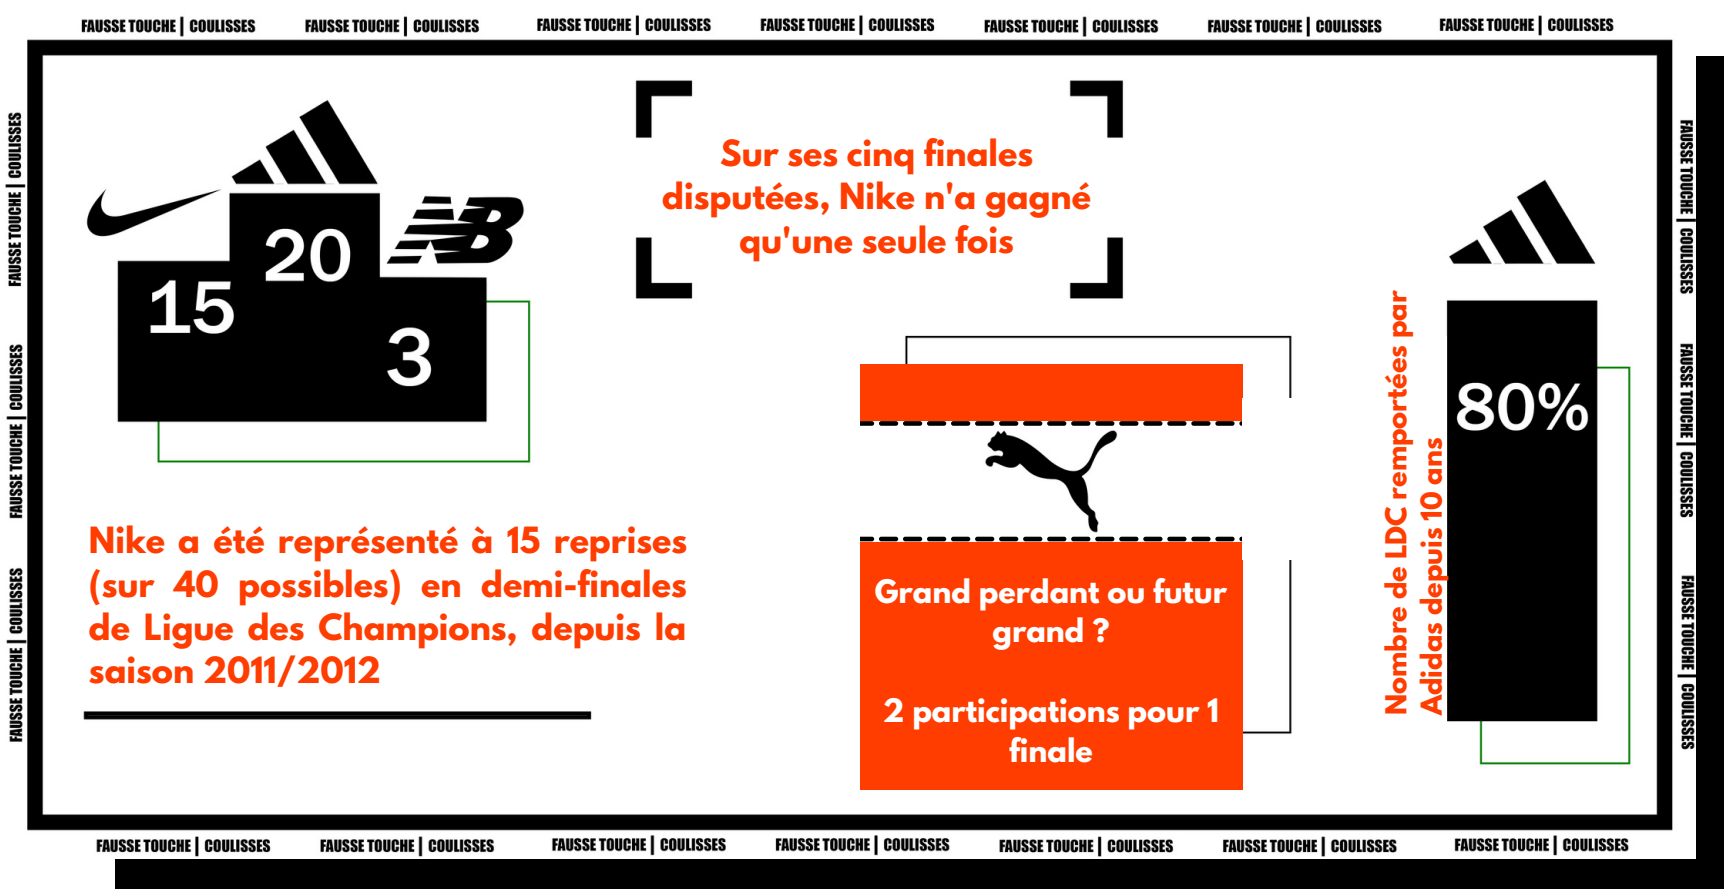 FAUSSE TOUCHE | COULISSES
FAUSSE TOUCHE | COULISSES
FAUSSE TOUCHE | COULISSES
FAUSSE TOUCHE | COULISSES
FAUSSE TOUCHE | COULISSES
FAUSSE TOUCHE | COULISSES
FAUSSE TOUCHE | COULISSES
FAUSSE TOUCHE | COULISSES
FAUSSE TOUCHE | COULISSES
FAUSSE TOUCHE | COULISSES
15
20
3
NB
Nike a été représenté à 15 reprises
(sur 40 possibles) en demi-finales
de Ligue des Champions, depuis la
saison 2011/2012
Sur ses cinq finales
disputées, Nike n'a gagné
qu'une seule fois
Grand perdant ou futur
grand ?
2 participations pour 1
finale
Nombre de LDC remportées par
Adidas depuis 10 ans
80%
FAUSSE TOUCHE | COULISSES
FAUSSE TOUCHE | COULISSES
FAUSSE TOUCHE | COULISSES
FAUSSE TOUCHE | COULISSES
FAUSSE TOUCHE | COULISSES
FAUSSE TOUCHE | COULISSES
FAUSSE TOUCHE | COULISSES
FAUSSE TOUCHE | COULISSES
FAUSSE TOUCHE | COULISSES
FAUSSE TOUCHE | COULISSES